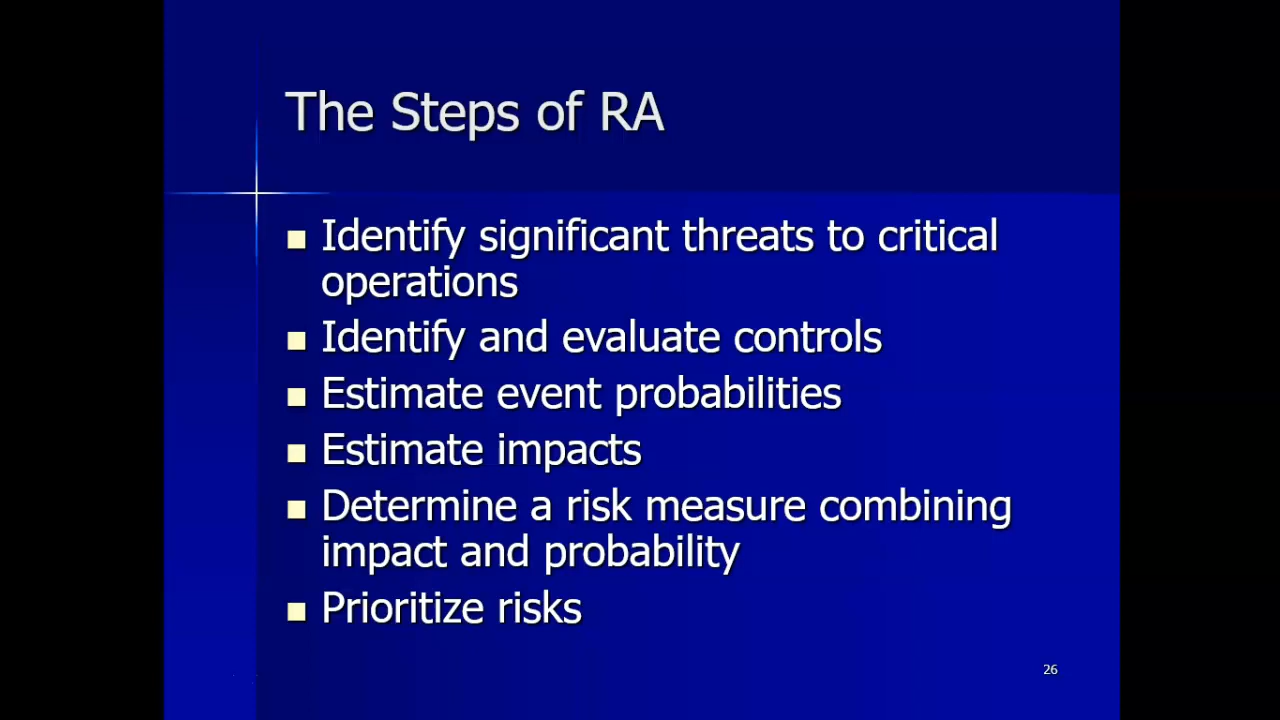 The Steps of RA
Identify significant threats to critical
operations
Identify and evaluate controls
Estimate event probabilities
Estimate impacts
Determine a risk measure combining
impact and probability
Prioritize risks
26